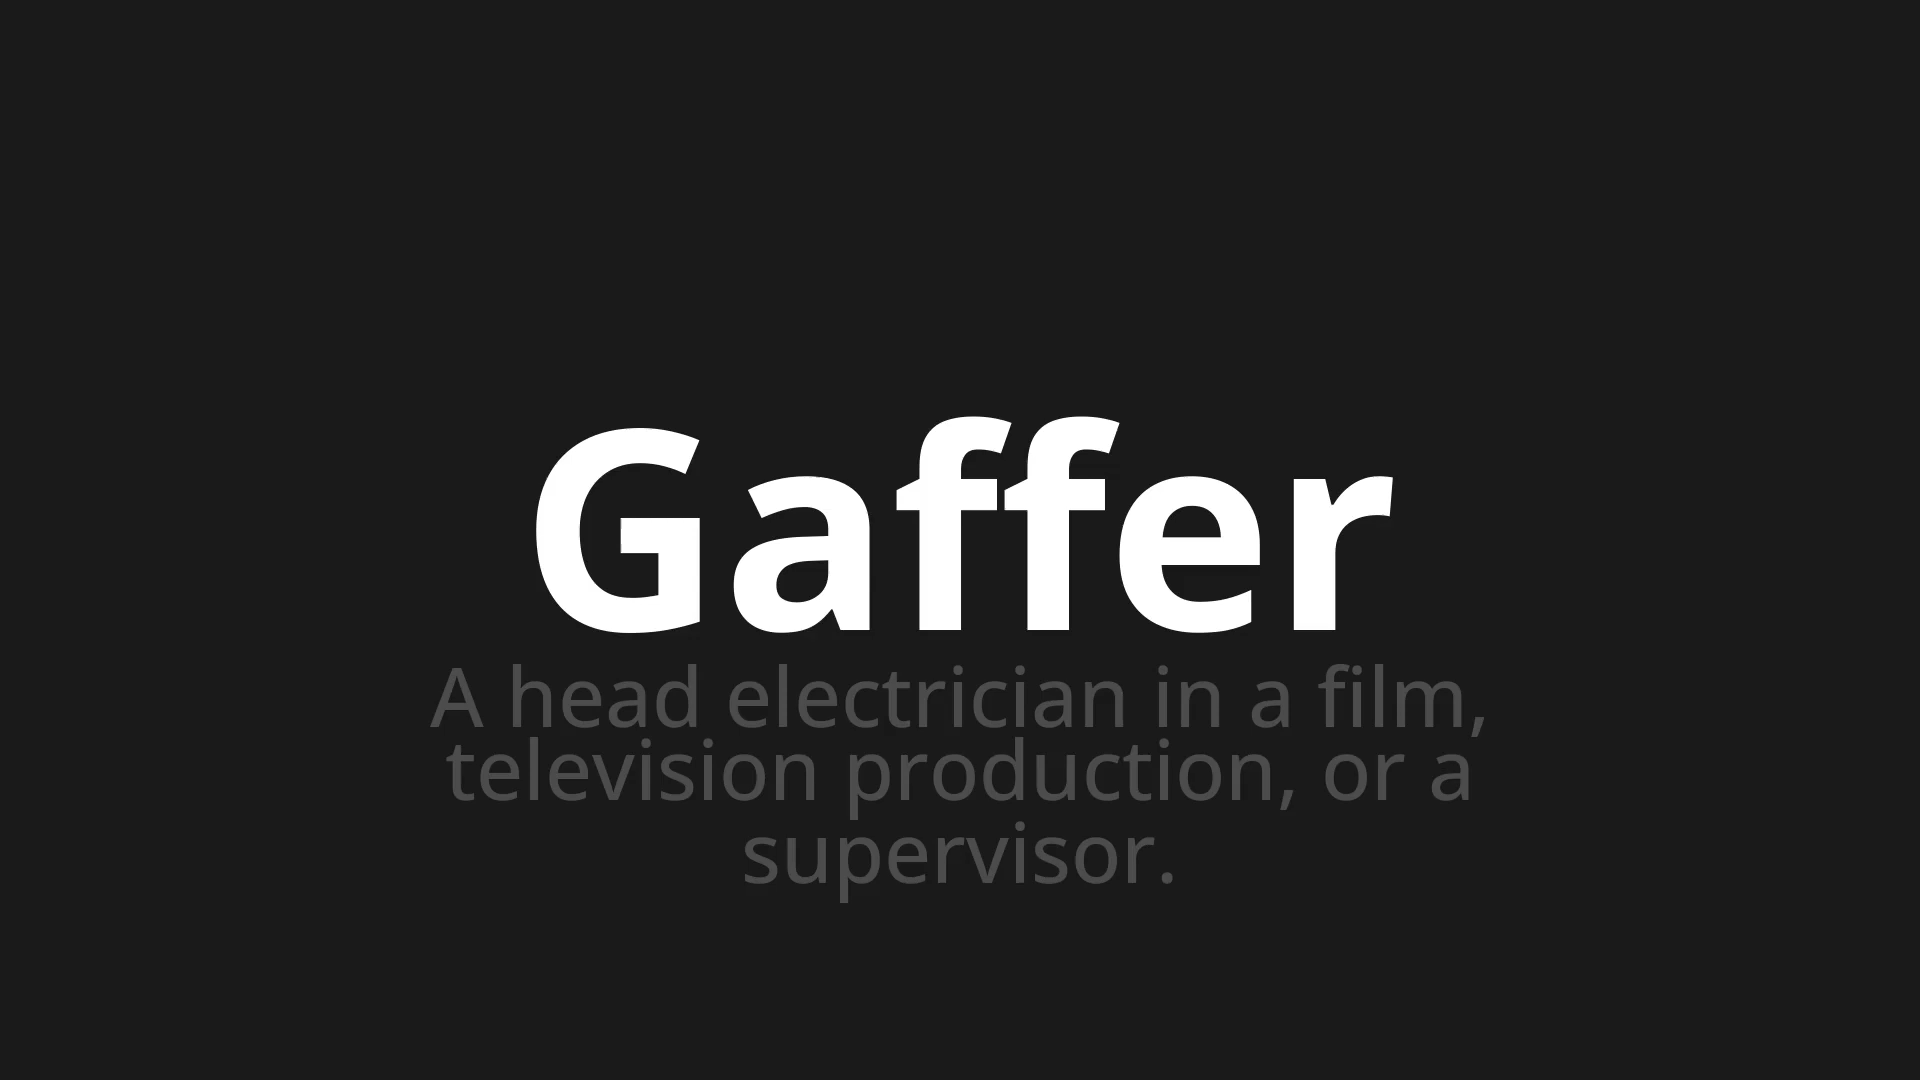 Gaffer
A head electrician in a film,
television production, or a
supervisor.